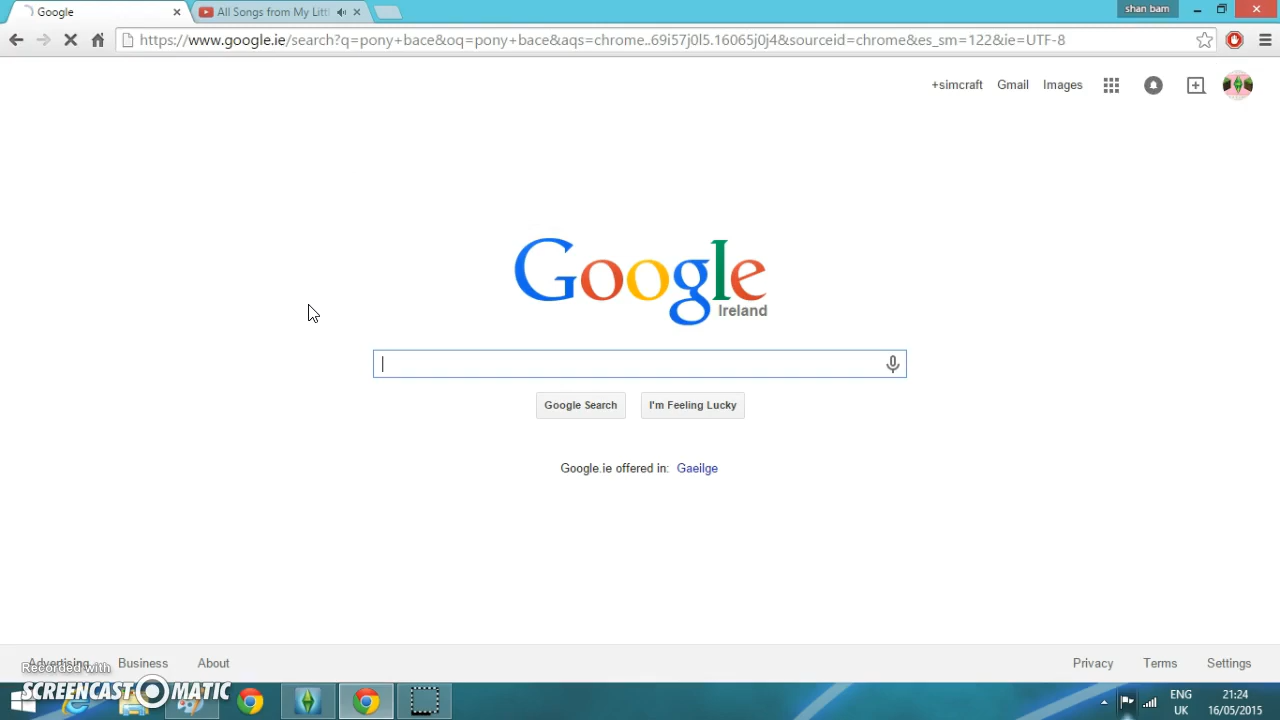 Google
All Songs from My Littl
shan bam
https://www.google.ie/search?q=pony+bace&oq=pony+bace&aqs=chrome..69i57j0l5.16065j0j4&sourceid=chrome&es_sm=122&ie=UTF-8
+simcraft Gmail Images
Google
Ireland
Google Search I'm Feeling Lucky
Google.ie offered in: Gaeilge
Advertising Business About Privacy Terms Settings
Recorded with
SCREENCAST MATIC
ENG 21:24
UK 16/05/2015